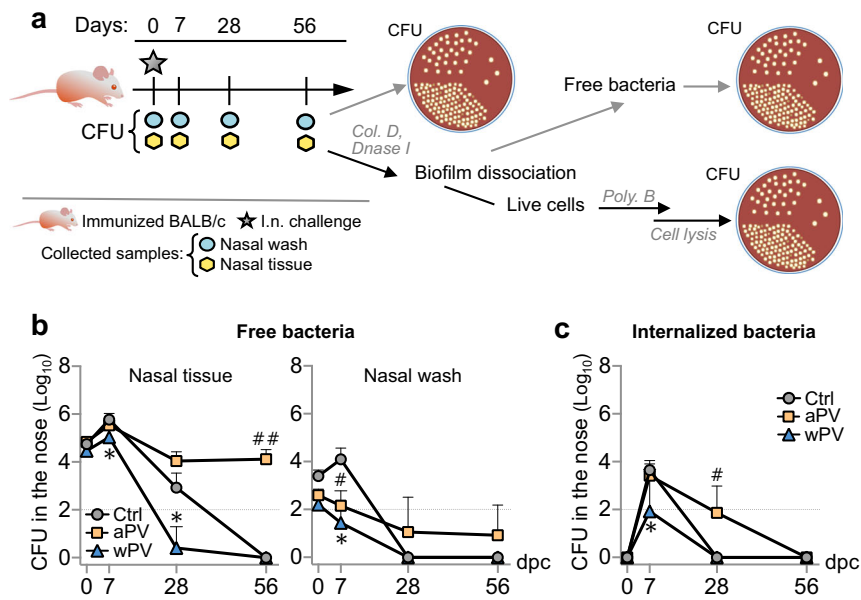 a
Days: 0 7 28 56
CFU
CFU
CFU
Free bacteria
Col. D,
Dnase I
Biofilm dissociation
Live cells
Poly. B
Cell lysis
CFU
Immunized BALB/c
I.n. challenge
Collected samples:
Nasal wash
Nasal tissue
b
Free bacteria
Nasal tissue
Nasal wash
CFU in the nose (Log10)
8
6
4
2
0
##
*
*
Ctrl
aPV
wPV
0 7 28 56
8
6
4
2
0
#
*
0 7 28 56
dpc
c
Internalized bacteria
CFU in the nose (Log10)
8
6
4
2
0
Ctrl
aPV
wPV
#
*
0 7 28 56